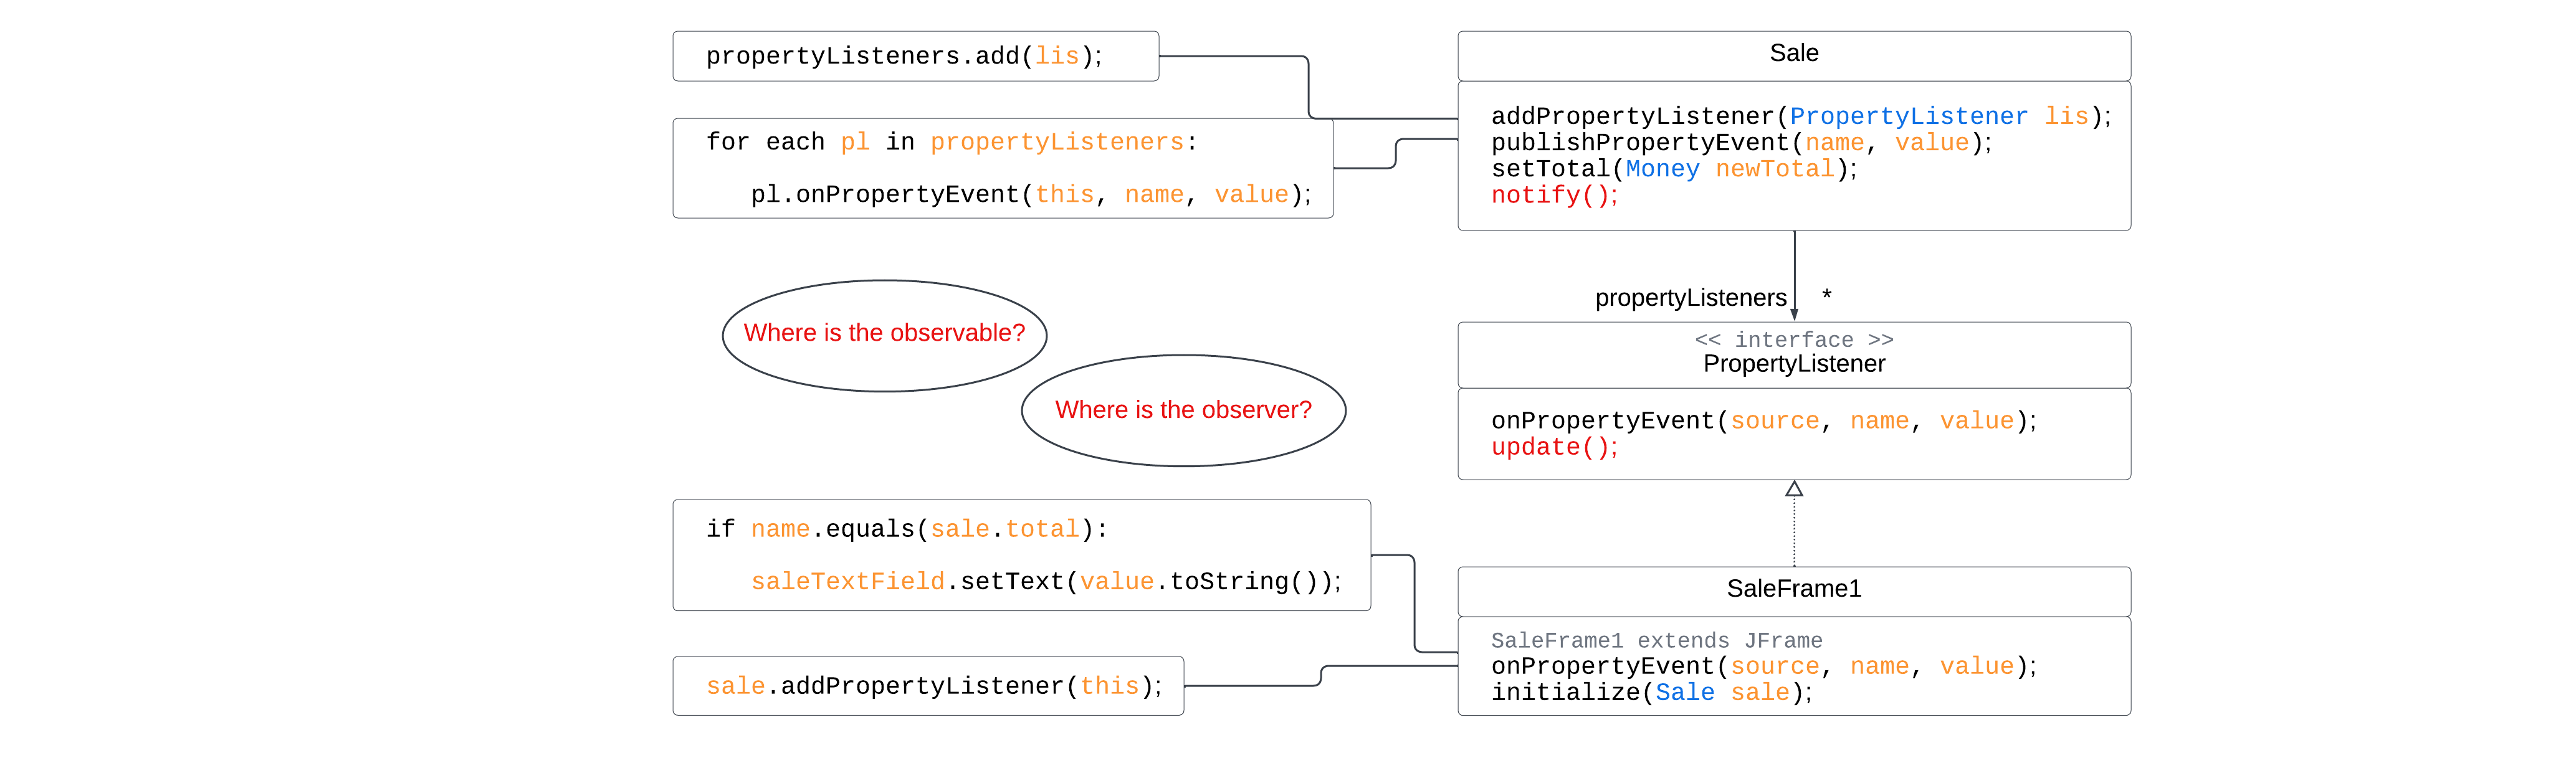 propertyListeners.add(lis);
Sale
for each pl in propertyListeners:
pl.onPropertyEvent(this, name, value);
addPropertyListener(PropertyListener lis);
publishPropertyEvent(name, value);
setTotal(Money newTotal);
notify();
propertyListeners *
Where is the observable?
Where is the observer?
<< interface >>
PropertyListener
onPropertyEvent(source, name, value);
update();
if name.equals(sale.total):
saleTextField.setText(value.toString());
sale.addPropertyListener(this);
SaleFrame1
SaleFrame1 extends JFrame
onPropertyEvent(source, name, value);
initialize(Sale sale);